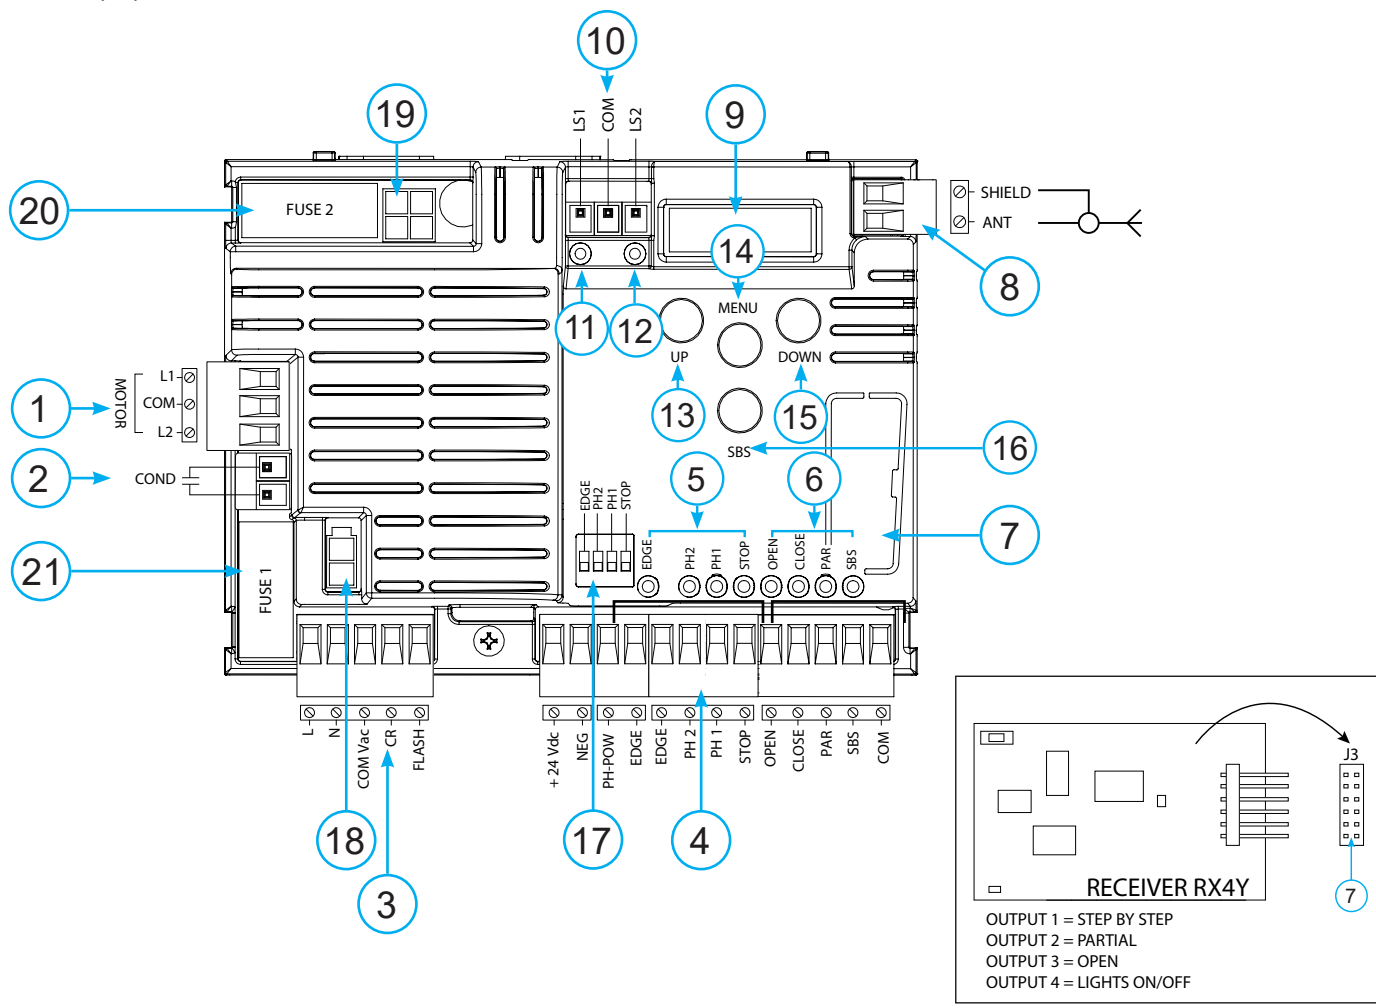 10
LS1
COM
LS2
19
9
20
FUSE 2
SHIELD
ANT
14
8
11
12
MENU
UP
DOWN
1
MOTOR
L1
COM
L2
13
15
16
SBS
2
COND
5
6
7
EDGE
PH2
PH1
STOP
EDGE
PH2
PH1
STOP
OPEN
CLOSE
PAR
SBS
21
FUSE 1
L
N
COM Vac
CR
FLASH
+24 Vdc
NEG
PH-POW
EDGE
EDGE
PH 2
PH 1
STOP
OPEN
CLOSE
PAR
SBS
COM
18
17
4
3
J3
7
RECEIVER RX4Y
OUTPUT 1 = STEP BY STEP
OUTPUT 2 = PARTIAL
OUTPUT 3 = OPEN
OUTPUT 4 = LIGHTS ON/OFF